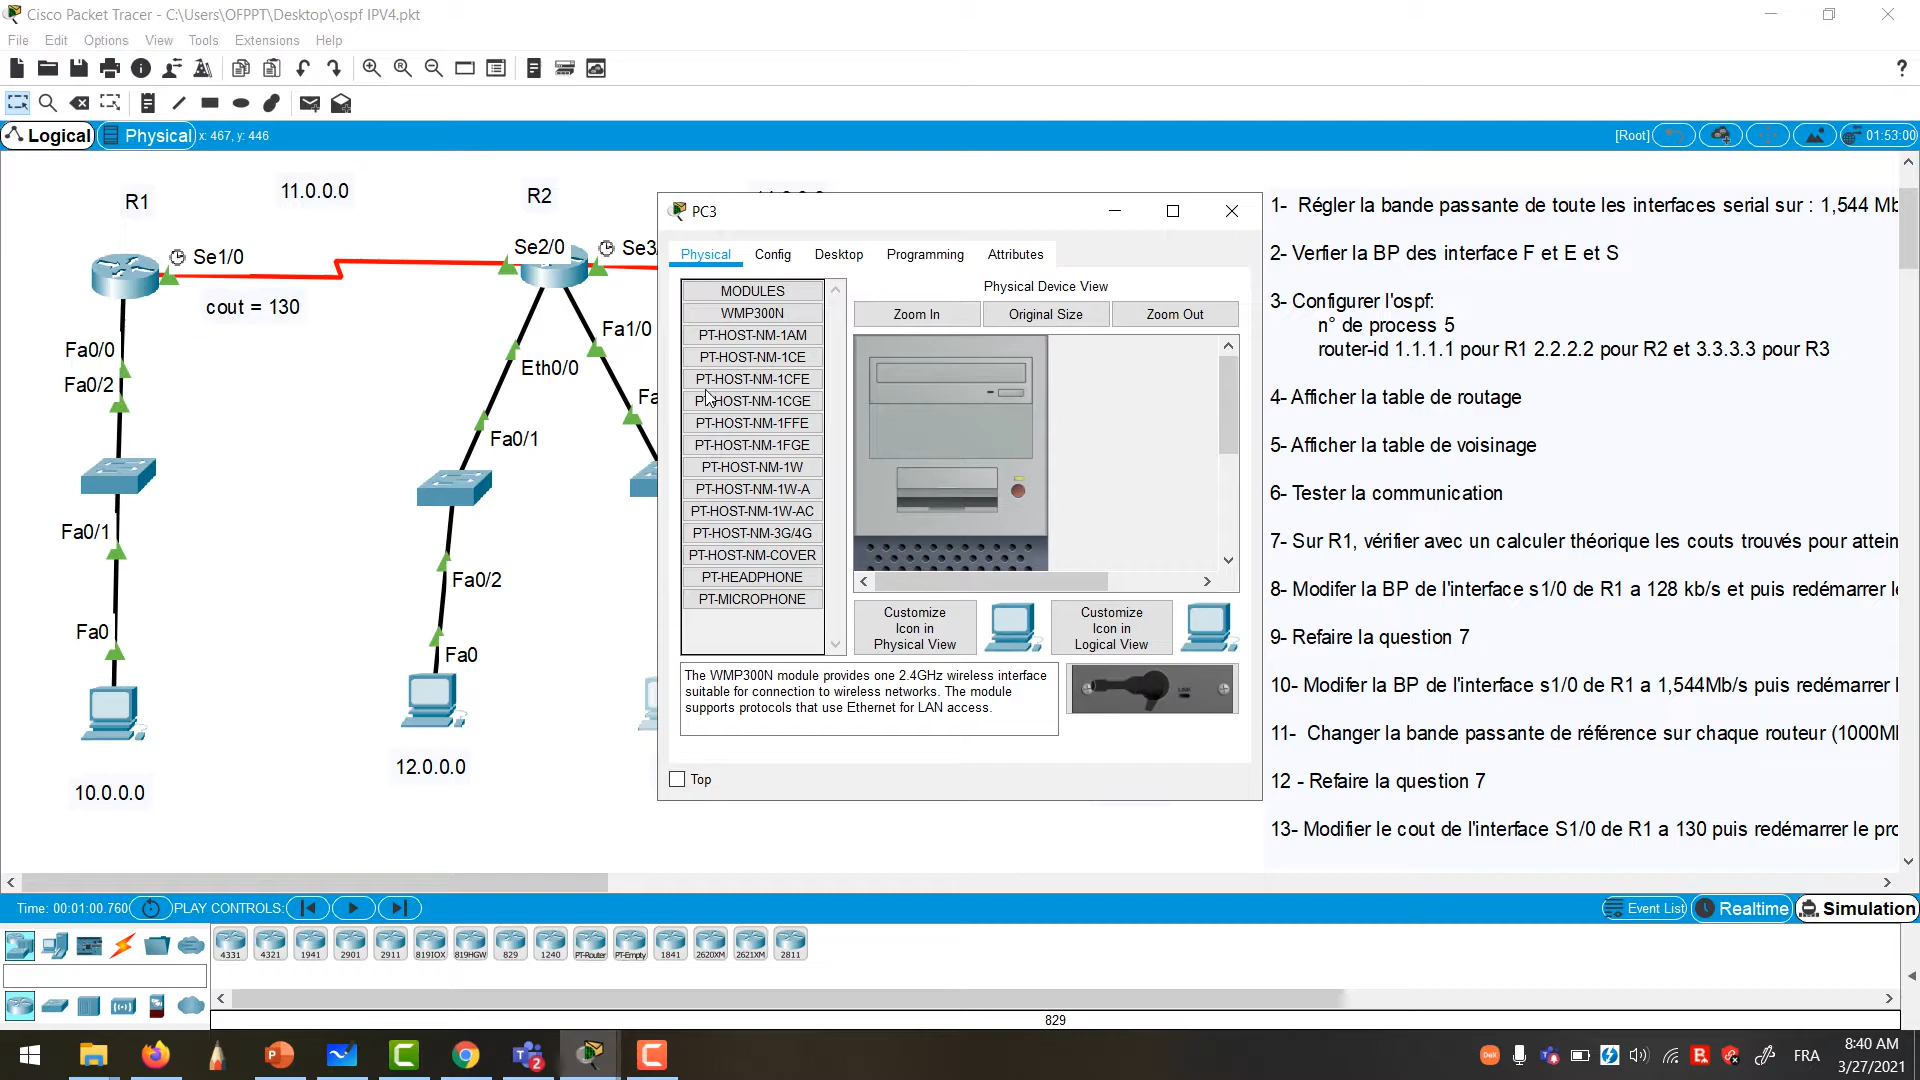 Cisco Packet Tracer - C:\Users\OFPPT\Desktop\ospf IPV4.pkt
File Edit Options View Tools Extensions Help
Logical Physical x: 467, y: 446 [Root] 01:53:00
R1
11.0.0.0
R2
Se1/0
Se2/0
Se3
cout = 130
Fa0/0
Fa0/2
Fa1/0
Eth0/0
Fa
Fa0/1
Fa0/1
Fa0/2
Fa0
Fa0
12.0.0.0
10.0.0.0
PC3
Physical Config Desktop Programming Attributes
MODULES
WMP300N
PT-HOST-NM-1AM
PT-HOST-NM-1CE
PT-HOST-NM-1CFE
PT-HOST-NM-1CGE
PT-HOST-NM-1FFE
PT-HOST-NM-1FGE
PT-HOST-NM-1W
PT-HOST-NM-1W-A
PT-HOST-NM-1W-AC
PT-HOST-NM-3G/4G
PT-HOST-NM-COVER
PT-HEADPHONE
PT-MICROPHONE
Physical Device View
Zoom In Original Size Zoom Out
Customize
Icon in
Physical View
Customize
Icon in
Logical View
The WMP300N module provides one 2.4GHz wireless interface
suitable for connection to wireless networks. The module
supports protocols that use Ethernet for LAN access.
Top
1- Régler la bande passante de toute les interfaces serial sur : 1,544 Mb
2- Verfier la BP des interface F et E et S
3- Configurer l'ospf:
n° de process 5
router-id 1.1.1.1 pour R1 2.2.2.2 pour R2 et 3.3.3.3 pour R3
4- Afficher la table de routage
5- Afficher la table de voisinage
6- Tester la communication
7- Sur R1, vérifier avec un calculer théorique les couts trouvés pour attein
8- Modifer la BP de l'interface s1/0 de R1 a 128 kb/s et puis redémarrer le
9- Refaire la question 7
10- Modifer la BP de l'interface s1/0 de R1 a 1,544Mb/s puis redémarrer l
11- Changer la bande passante de référence sur chaque routeur (1000M
12 - Refaire la question 7
13- Modifier le cout de l'interface S1/0 de R1 a 130 puis redémarrer le pro
Time: 00:01:00.760 PLAY CONTROLS: Event List Realtime Simulation
4331 4321 1941 2901 2911 819IOX 819HGW 829 1240 PT-Router PT-Empty 1841 2620XM 2621XM 2811
829
FRA
8:40 AM
3/27/2021